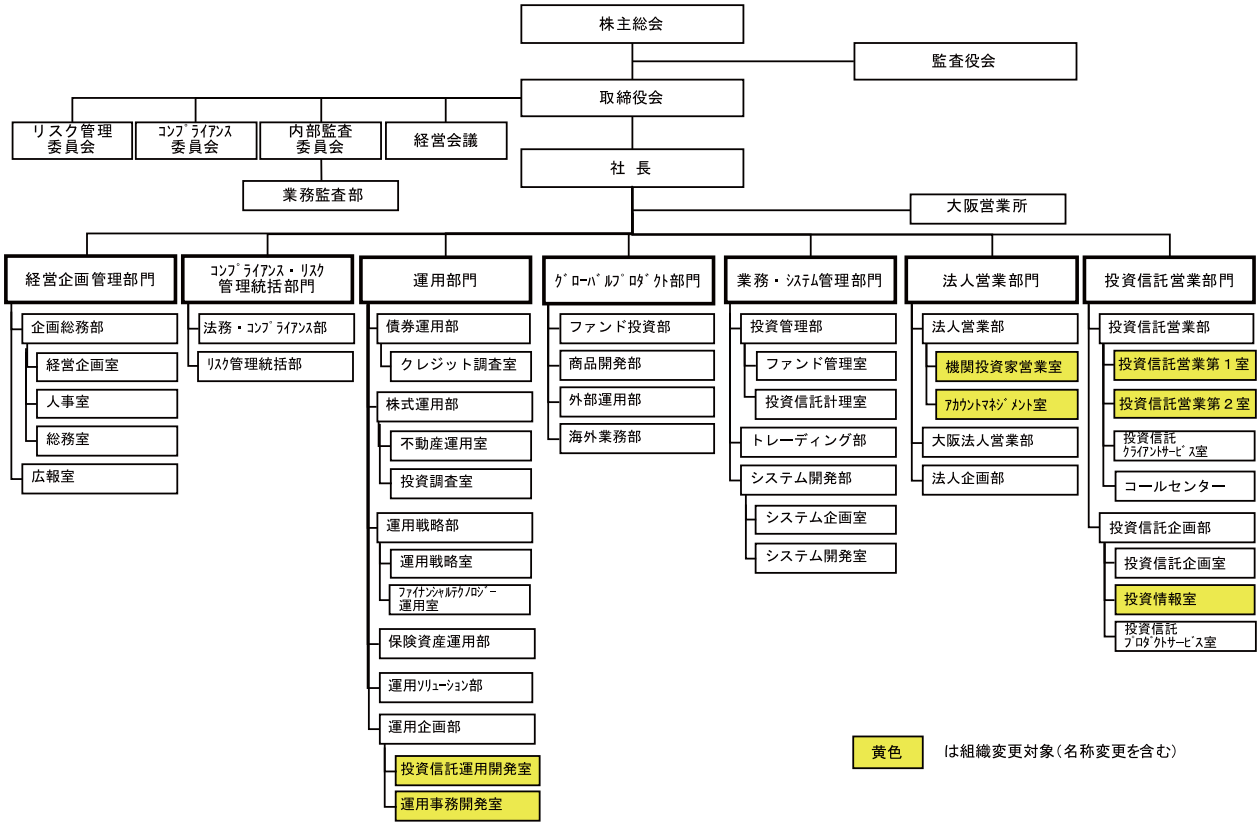 株主総会
監査役会
取締役会
リスク管理
委員会
ｺﾝﾌﾟﾗｲｱﾝｽ
委員会
内部監査
委員会
経営会議
社 長
業務監査部
大阪営業所
経営企画管理部門
企画総務部
経営企画室
人事室
総務室
広報室
ｺﾝﾌﾟﾗｲｱﾝｽ・ﾘｽｸ
管理統括部門
法務・ｺﾝﾌﾟﾗｲｱﾝｽ部
ﾘｽｸ管理統括部
運用部門
債券運用部
クレジット調査室
株式運用部
不動産運用室
投資調査室
運用戦略部
運用戦略室
ﾌｧｲﾅﾝｼｬﾙﾃｸﾉﾛｼﾞｰ
運用室
保険資産運用部
運用ｿﾘｭｰｼｮﾝ部
運用企画部
投資信託運用開発室
運用事務開発室
ｸﾞﾛｰﾊﾞﾙﾌﾟﾛﾀﾞｸﾄ部門
ファンド投資部
商品開発部
外部運用部
海外業務部
業務・ｼｽﾃﾑ管理部門
投資管理部
ファンド管理室
投資信託計理室
トレーディング部
システム開発部
システム企画室
システム開発室
法人営業部門
法人営業部
機関投資家営業室
ｱｶｳﾝﾄﾏﾈｼﾞﾒﾝﾄ室
大阪法人営業部
法人企画部
投資信託営業部門
投資信託営業部
投資信託営業第１室
投資信託営業第２室
投資信託
ｸﾗｲｱﾝﾄｻｰﾋﾞｽ室
コールセンター
投資信託企画部
投資信託企画室
投資情報室
投資信託
ﾌﾟﾛﾀﾞｸﾄｻｰﾋﾞｽ室
黄色
は組織変更対象(名称変更を含む)